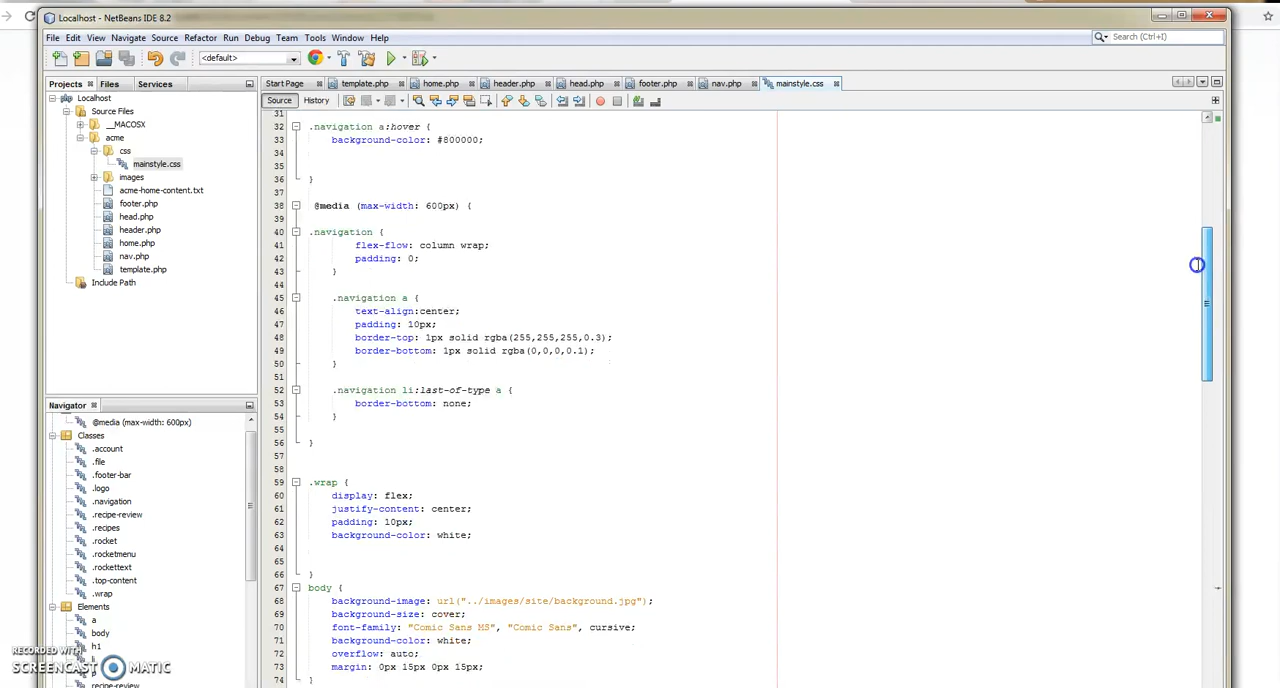 Localhost - NetBeans IDE 8.2
File Edit View Navigate Source Refactor Run Debug Team Tools Window Help
Search (Ctrl+I)
<default>
Projects Files Services
Start Page template.php home.php header.php head.php footer.php nav.php mainstyle.css
Source History
Localhost
Source Files
__MACOSX
acme
css
mainstyle.css
images
acme-home-content.txt
footer.php
head.php
header.php
home.php
nav.php
template.php
Include Path
Navigator
@media (max-width: 600px)
Classes
.account
.file
.footer-bar
.logo
.navigation
.recipe-review
.recipes
.rocket
.rocketmenu
.rockettext
.top-content
.wrap
Elements
a
body
h1
recipe-review
31
32 .navigation a:hover {
33 background-color: #800000;
34
35
36 }
37
38 @media (max-width: 600px) {
39
40 .navigation {
41 flex-flow: column wrap;
42 padding: 0;
43 }
44
45 .navigation a {
46 text-align:center;
47 padding: 10px;
48 border-top: 1px solid rgba(255,255,255,0.3);
49 border-bottom: 1px solid rgba(0,0,0,0.1);
50 }
51
52 .navigation li:last-of-type a {
53 border-bottom: none;
54 }
55
56 }
57
58
59 .wrap {
60 display: flex;
61 justify-content: center;
62 padding: 10px;
63 background-color: white;
64
65
66 }
67 body {
68 background-image: url("../images/site/background.jpg");
69 background-size: cover;
70 font-family: "Comic Sans MS", "Comic Sans", cursive;
71 background-color: white;
72 overflow: auto;
73 margin: 0px 15px 0px 15px;
74 }
RECORDED WITH
SCREENCAST MATIC